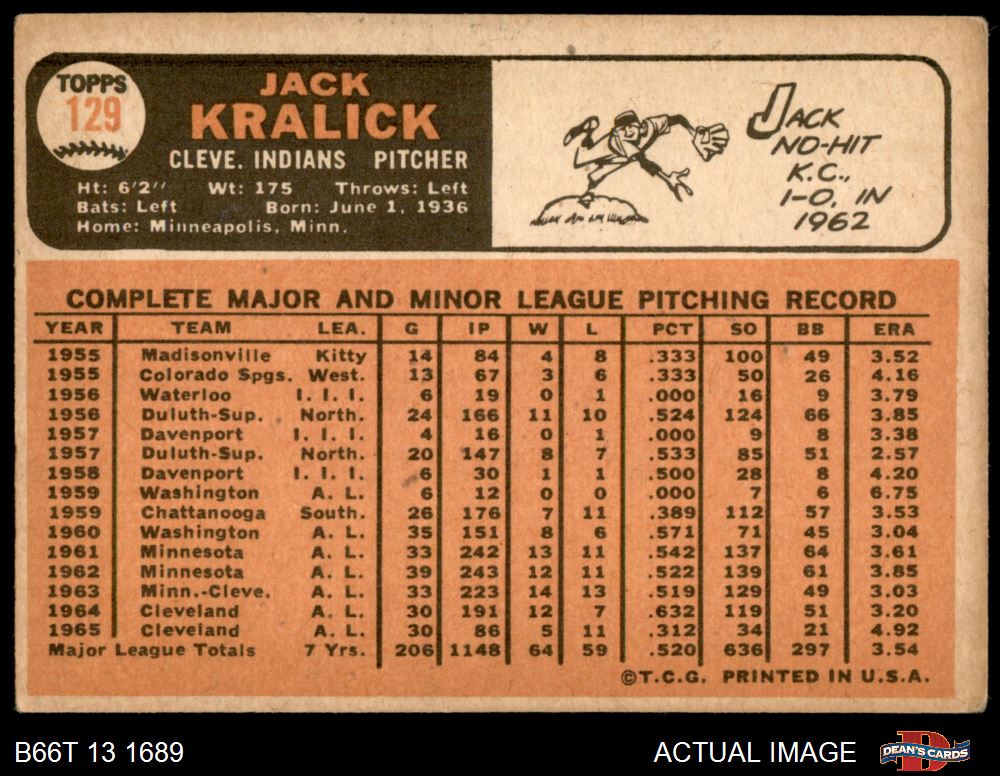 TOPPS
129
JACK
KRALICK
CLEVE. INDIANS PITCHER
Ht: 6'2'' Wt: 175 Throws: Left
Bats: Left Born: June 1, 1936
Home: Minneapolis, Minn.
JACK
NO-HIT
K.C.,
1-0, IN
1962
COMPLETE MAJOR AND MINOR LEAGUE PITCHING RECORD
YEAR TEAM LEA. G IP W L PCT SO BB ERA
1955 Madisonville Kitty 14 84 4 8 .333 100 49 3.52
1955 Colorado Spgs. West. 13 67 3 6 .333 50 26 4.16
1956 Waterloo I. I. I. 6 19 0 1 .000 16 9 3.79
1956 Duluth-Sup. North. 24 166 11 10 .524 124 66 3.85
1957 Davenport I. I. I. 4 16 0 1 .000 9 8 3.38
1957 Duluth-Sup. North. 20 147 8 7 .533 85 51 2.57
1958 Davenport I. I. I. 6 30 1 1 .500 28 8 4.20
1959 Washington A. L. 6 12 0 0 .000 7 6 6.75
1959 Chattanooga South. 26 176 7 11 .389 112 57 3.53
1960 Washington A. L. 35 151 8 6 .571 71 45 3.04
1961 Minnesota A. L. 33 242 13 11 .542 137 64 3.61
1962 Minnesota A. L. 39 243 12 11 .522 139 61 3.85
1963 Minn.-Cleve. A. L. 33 223 14 13 .519 129 49 3.03
1964 Cleveland A. L. 30 191 12 7 .632 119 51 3.20
1965 Cleveland A. L. 30 86 5 11 .312 34 21 4.92
Major League Totals 7 Yrs. 206 1148 64 59 .520 636 297 3.54
©T.C.G. PRINTED IN U.S.A.
B66T 13 1689
ACTUAL IMAGE
DEAN'S CARDS